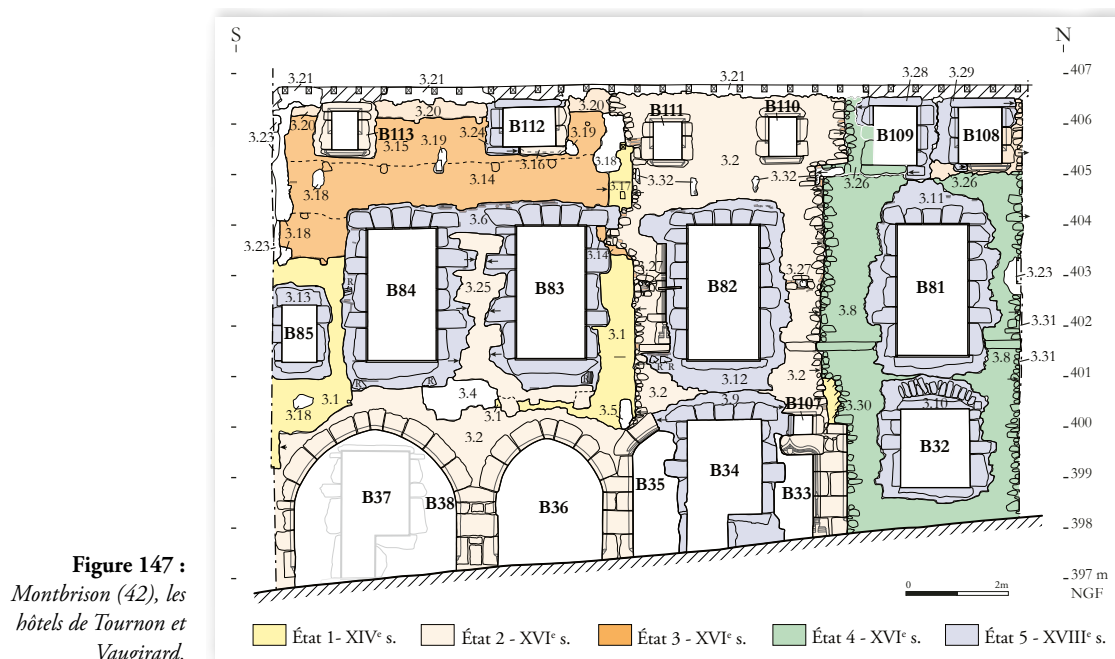 S
N
407
406
405
404
403
402
401
400
399
398
397 m
NGF
3.21
3.21
3.21
3.28
3.29
3.20
3.20
3.20
3.23
B113
3.15
3.19
3.24
B112
3.19
B111
B110
B109
B108
3.16
3.18
3.2
3.14
3.17
3.32
3.32
3.26
3.26
3.18
3.18
3.6
3.11
3.23
3.14
3.27
3.27
3.23
B84
B83
B82
B81
3.25
3.13
B85
3.1
3.8
3.31
3.8
3.31
R
R
R
R
R
3.12
3.2
3.2
3.4
3.1
3.1
3.18
3.5
3.9
B107
3.30
3.10
3.2
B32
B37
B38
B36
B35
B34
B33
0
2m
Figure 147 :
Montbrison (42), les
hôtels de Tournon et
Vaugirard.
État 1- XIVe s.
État 2 - XVIe s.
État 3 - XVIe s.
État 4 - XVIe s.
État 5 - XVIIIe s.